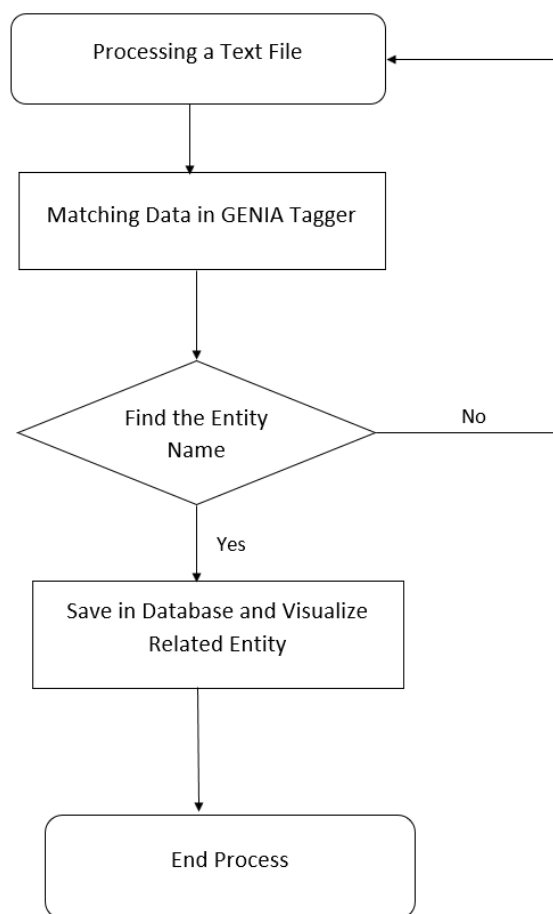 Processing a Text File
Matching Data in GENIA Tagger
Find the Entity
Name
No
Yes
Save in Database and Visualize
Related Entity
End Process